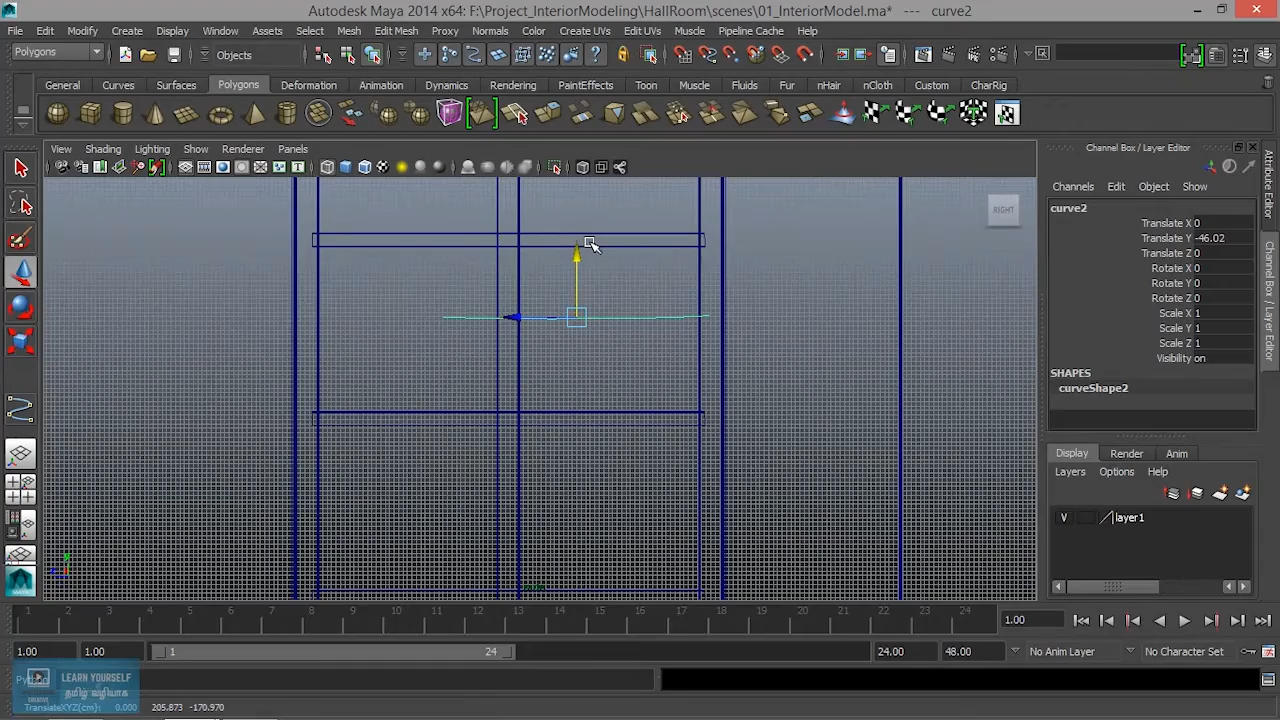 Autodesk Maya 2014 x64: F:\Project_InteriorModeling\HallRoom\scenes\01_InteriorModel.ma* --- curve2
File Edit Modify Create Display Window Assets Select Mesh Edit Mesh Proxy Normals Color Create UVs Edit UVs Muscle Pipeline Cache Help
Polygons Objects
General Curves Surfaces Polygons Deformation Animation Dynamics Rendering PaintEffects Toon Muscle Fluids Fur nHair nCloth Custom CharRig
View Shading Lighting Show Renderer Panels
RIGHT
Channel Box / Layer Editor
Channels Edit Object Show
curve2
Translate X 0
Translate Y -46.02
Translate Z 0
Rotate X 0
Rotate Y 0
Rotate Z 0
Scale X 1
Scale Y 1
Scale Z 1
Visibility on
SHAPES
curveShape2
Attribute Editor
Channel Box / Layer Editor
Display Render Anim
Layers Options Help
V layer1
1 2 3 4 5 6 7 8 9 10 11 12 13 14 15 16 17 18 19 20 21 22 23 24 1.00
1.00 1.00 1 24 24.00 48.00 No Anim Layer No Character Set
LEARN YOURSELF
தமிழ் வழியாக
TranslateXYZ(cm): 0.000 205.873 -170.970